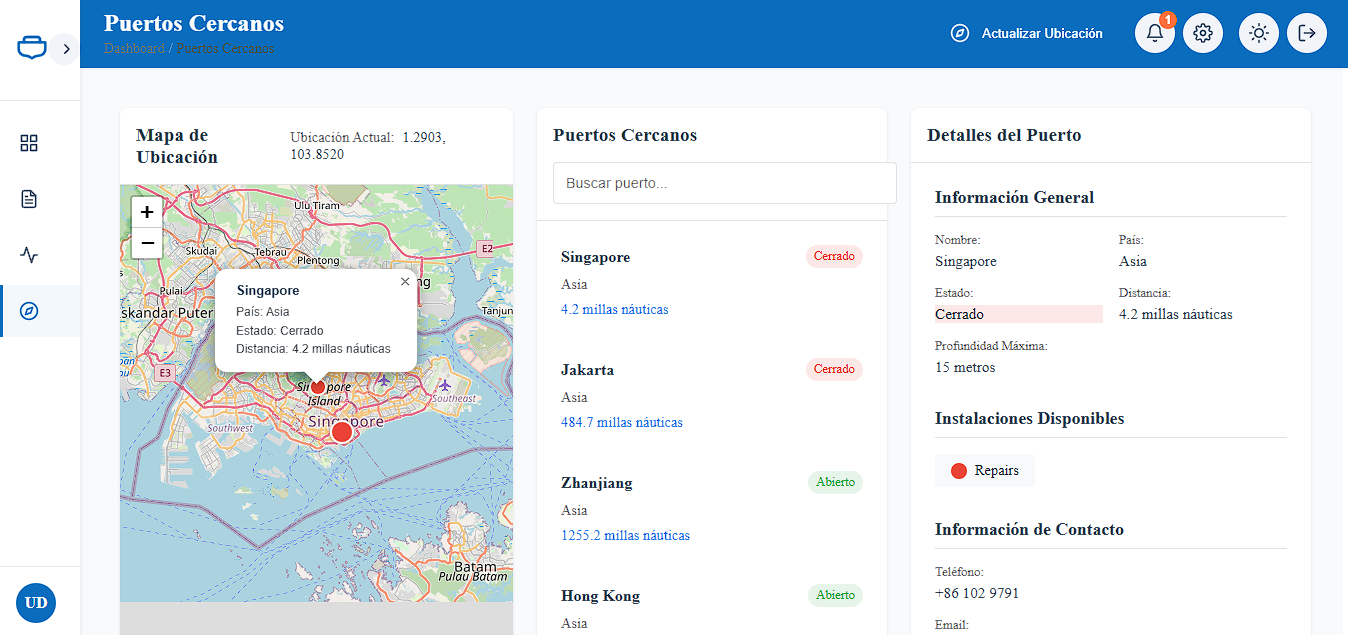 Puertos Cercanos
Dashboard / Puertos Cercanos
Actualizar Ubicación
1
Mapa de
Ubicación
Ubicación Actual: 1.2903,
103.8520
+
−
Ulu Tiram
E2
Skudai
Tebrau
Plentong
Pulai
skandar Puter
ng
Tanjun
Singapore
×
País: Asia
Estado: Cerrado
Distancia: 4.2 millas náuticas
E3
Island
Southeast
Southwest
Singapore
Batam
Pulau Batam
Puertos Cercanos
Buscar puerto...
Singapore
Cerrado
Asia
4.2 millas náuticas
Jakarta
Cerrado
Asia
484.7 millas náuticas
Zhanjiang
Abierto
Asia
1255.2 millas náuticas
Hong Kong
Abierto
Asia
Detalles del Puerto
Información General
Nombre:
Singapore
País:
Asia
Estado:
Cerrado
Distancia:
4.2 millas náuticas
Profundidad Máxima:
15 metros
Instalaciones Disponibles
Repairs
Información de Contacto
Teléfono:
+86 102 9791
Email:
UD